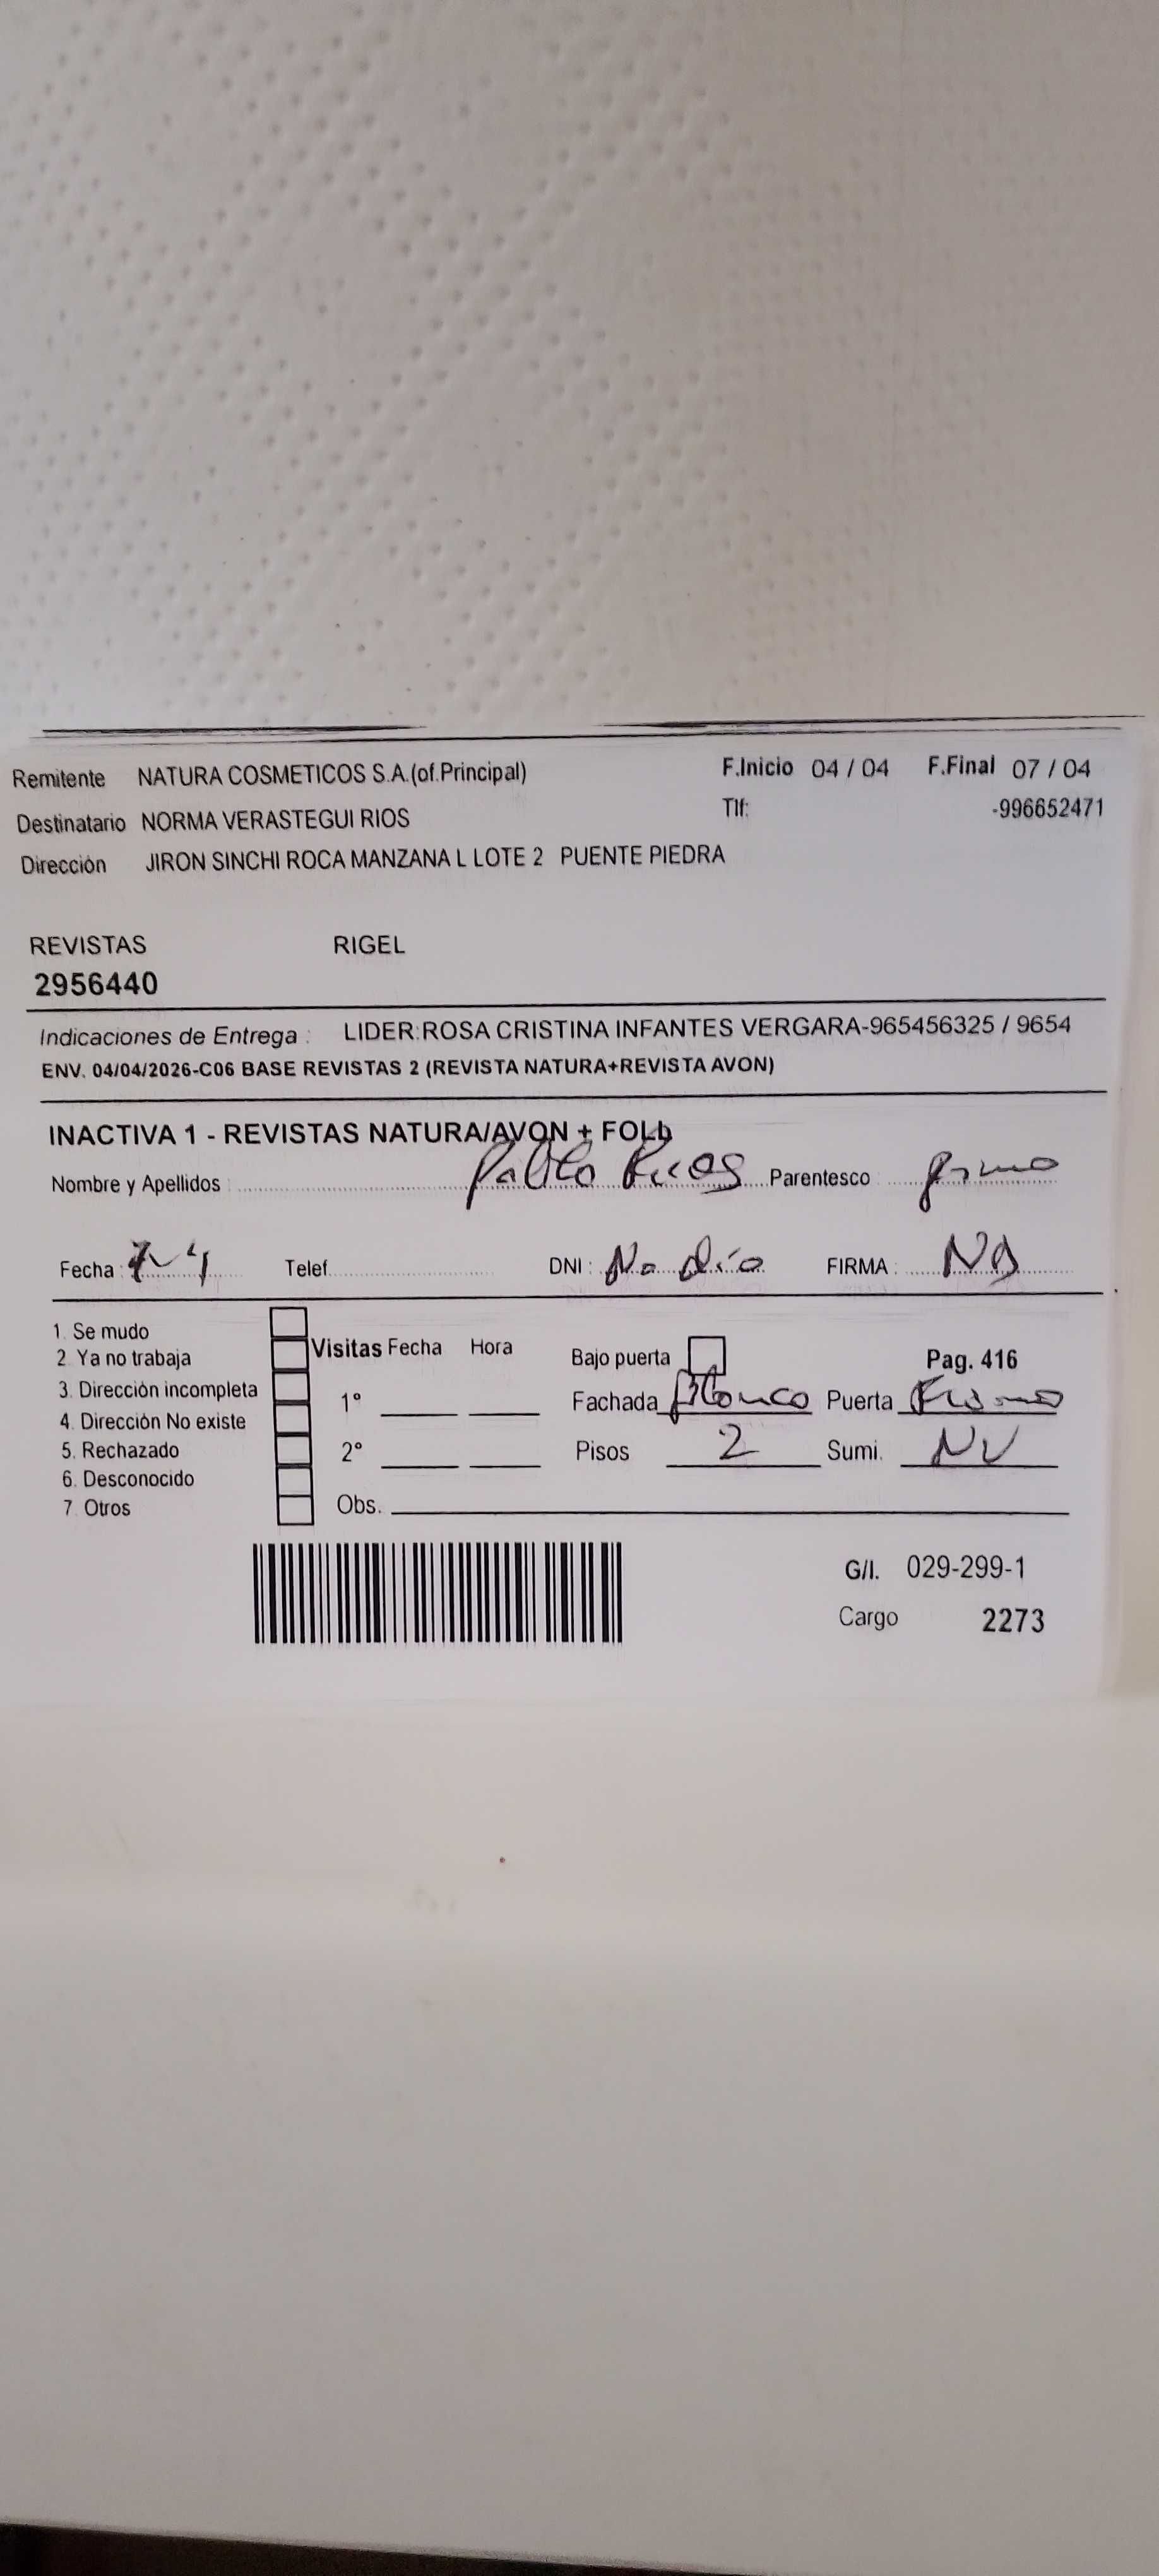 Remitente NATURA COSMETICOS S.A.(of.Principal) F.Inicio 04 / 04 F.Final 07 / 04
Destinatario NORMA VERASTEGUI RIOS Tlf: -996652471
Dirección JIRON SINCHI ROCA MANZANA L LOTE 2 PUENTE PIEDRA
REVISTAS RIGEL
2956440
Indicaciones de Entrega : LIDER:ROSA CRISTINA INFANTES VERGARA-965456325 / 9654
ENV. 04/04/2026-C06 BASE REVISTAS 2 (REVISTA NATURA+REVISTA AVON)
INACTIVA 1 - REVISTAS NATURA/AVON + FOLL
Nombre y Apellidos Pablo Rios Parentesco : primo
Fecha : 7-4 Telef. DNI : No dio FIRMA : ND
1. Se mudo
2. Ya no trabaja Visitas Fecha Hora Bajo puerta Pag. 416
3. Dirección incompleta 1° Fachada Blanco Puerta
4. Dirección No existe
5. Rechazado 2° Pisos 2 Sumi. NV
6. Desconocido
7. Otros Obs.
G/I. 029-299-1
Cargo 2273